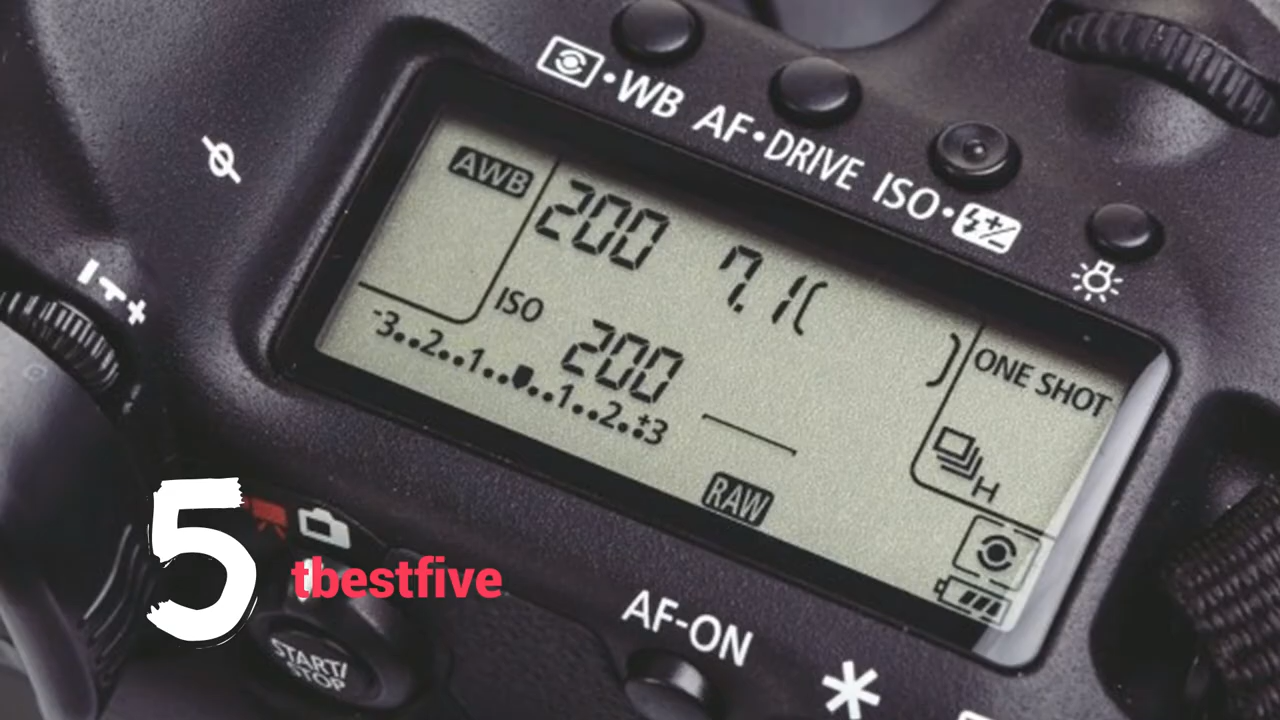 WB AF•DRIVE ISO•
AWB
200 7.1(
)
ISO 200
-3..2..1..●..1..2..+3
ONE SHOT
H
RAW
5
tbestfive
START/
STOP
AF-ON
*